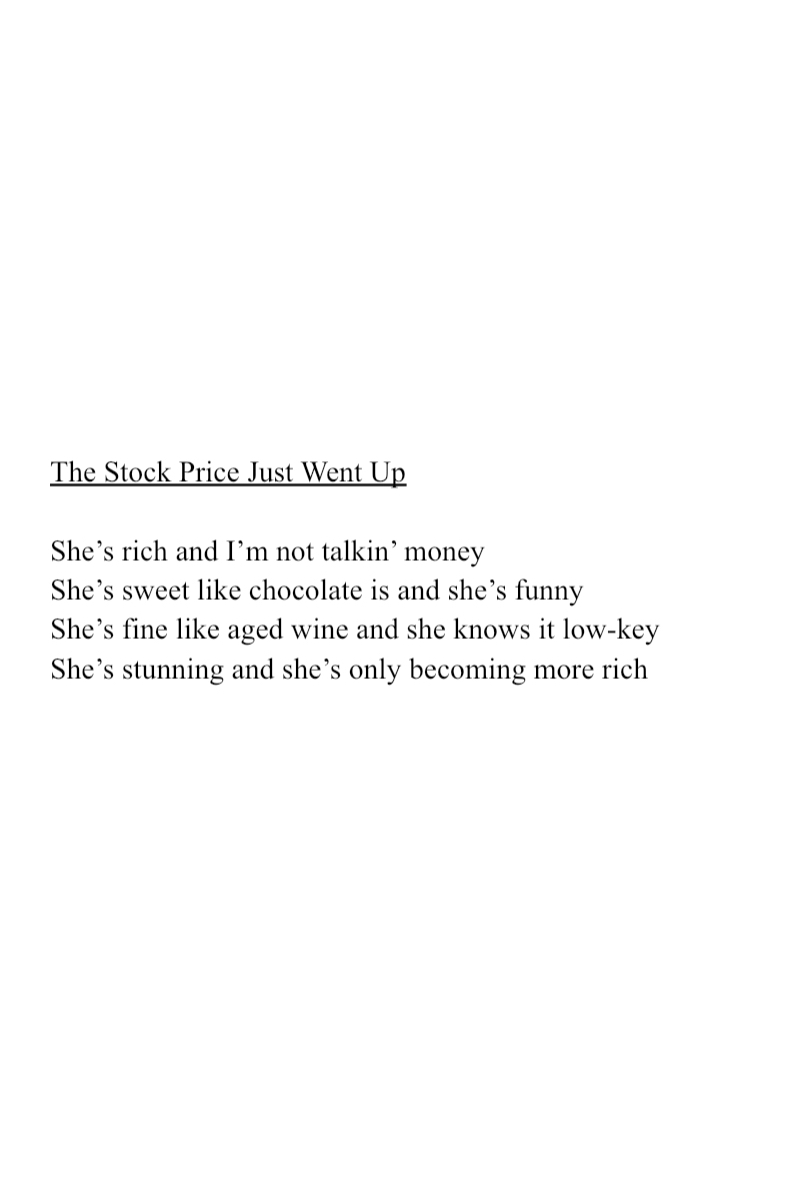 The Stock Price Just Went Up
She’s rich and I’m not talkin’ money
She’s sweet like chocolate is and she’s funny
She’s fine like aged wine and she knows it low-key
She’s stunning and she’s only becoming more rich